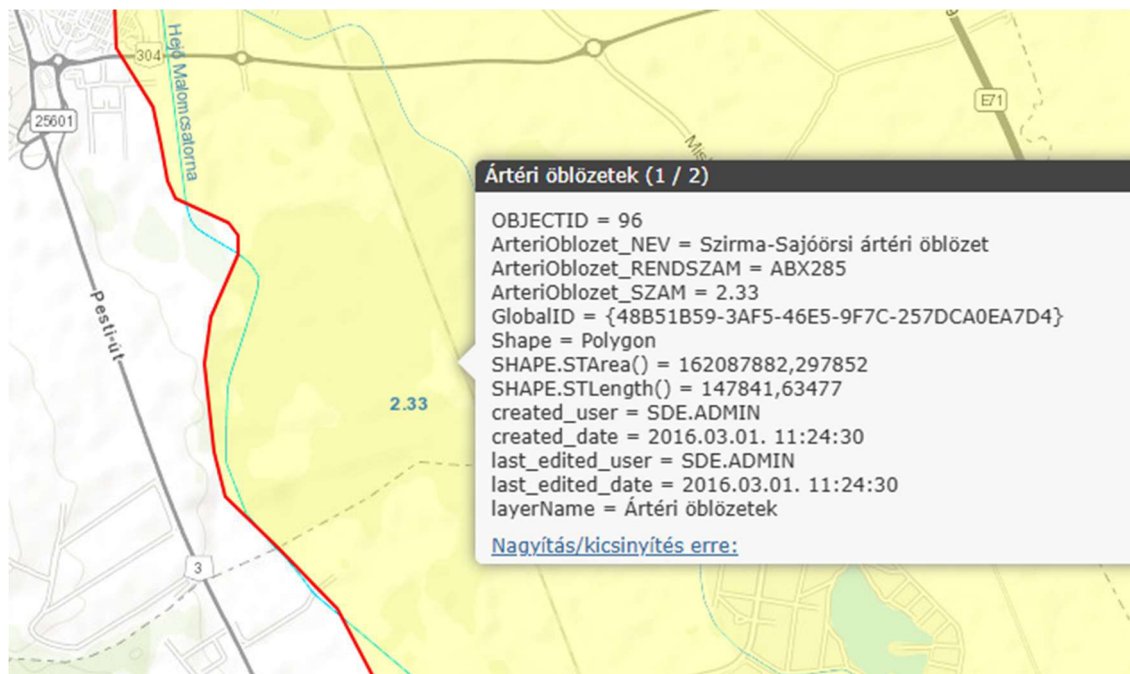 Hejő Malomcsatorna
304
25601
E71
Pesti-út
3
2.33
Ártéri öblözetek (1 / 2)
OBJECTID = 96
ArteriOblozet_NEV = Szirma-Sajóörsi ártéri öblözet
ArteriOblozet_RENDSZAM = ABX285
ArteriOblozet_SZAM = 2.33
GlobalID = {48B51B59-3AF5-46E5-9F7C-257DCA0EA7D4}
Shape = Polygon
SHAPE.STArea() = 162087882,297852
SHAPE.STLength() = 147841,63477
created_user = SDE.ADMIN
created_date = 2016.03.01. 11:24:30
last_edited_user = SDE.ADMIN
last_edited_date = 2016.03.01. 11:24:30
layerName = Ártéri öblözetek
Nagyítás/kicsinyítés erre: